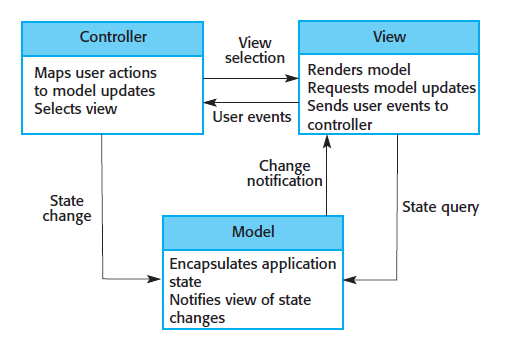 Controller
Maps user actions
to model updates
Selects view
View
selection
User events
View
Renders model
Requests model updates
Sends user events to
controller
State
change
Change
notification
State query
Model
Encapsulates application
state
Notifies view of state
changes